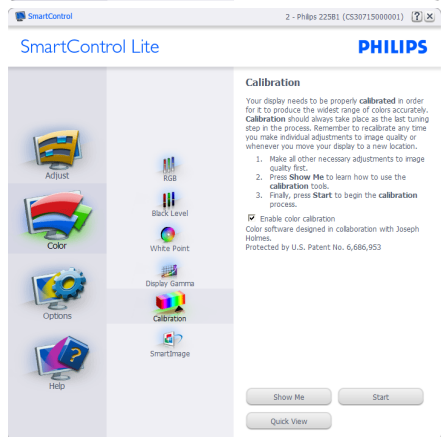 SmartControl
2 - Philips 225B1 (CS30715000001)
SmartControl Lite
PHILIPS
Adjust
Color
Options
Help
RGB
Black Level
White Point
Display Gamma
Calibration
SmartImage
Calibration
Your display needs to be properly calibrated in order
for it to produce the widest range of colors accurately.
Calibration should always take place as the last tuning
step in the process. Remember to recalibrate any time
you make individual adjustments to image quality or
whenever you move your display to a new location.
1. Make all other necessary adjustments to image
quality first.
2. Press Show Me to learn how to use the
calibration tools.
3. Finally, press Start to begin the calibration
process.
Enable color calibration
Color software designed in collaboration with Joseph
Holmes.
Protected by U.S. Patent No. 6,686,953
Show Me
Start
Quick View